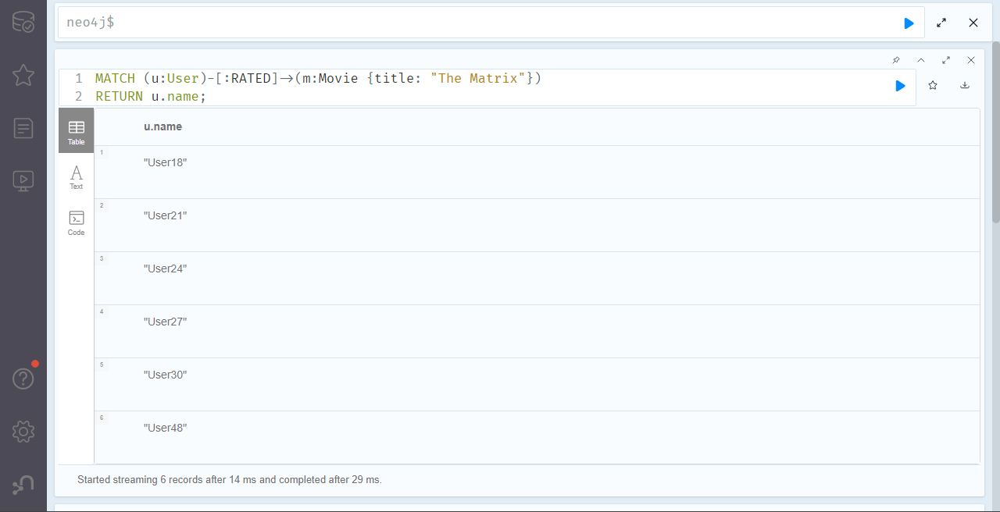 neo4j$
1 MATCH (u:User)-[:RATED]→(m:Movie {title: "The Matrix"})
2 RETURN u.name;
Table
Text
Code
u.name
1
"User18"
2
"User21"
3
"User24"
4
"User27"
5
"User30"
6
"User48"
Started streaming 6 records after 14 ms and completed after 29 ms.